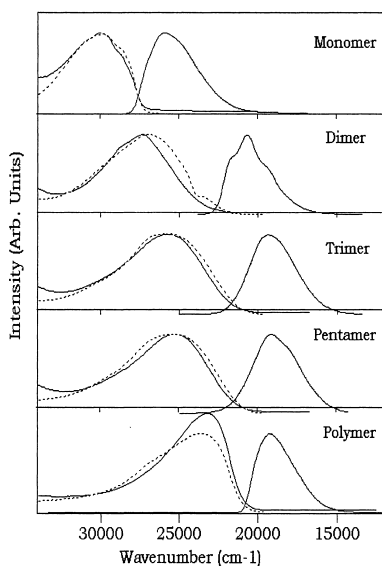 Monomer
Dimer
Trimer
Pentamer
Polymer
Intensity (Arb. Units)
30000 25000 20000 15000
Wavenumber (cm-1)